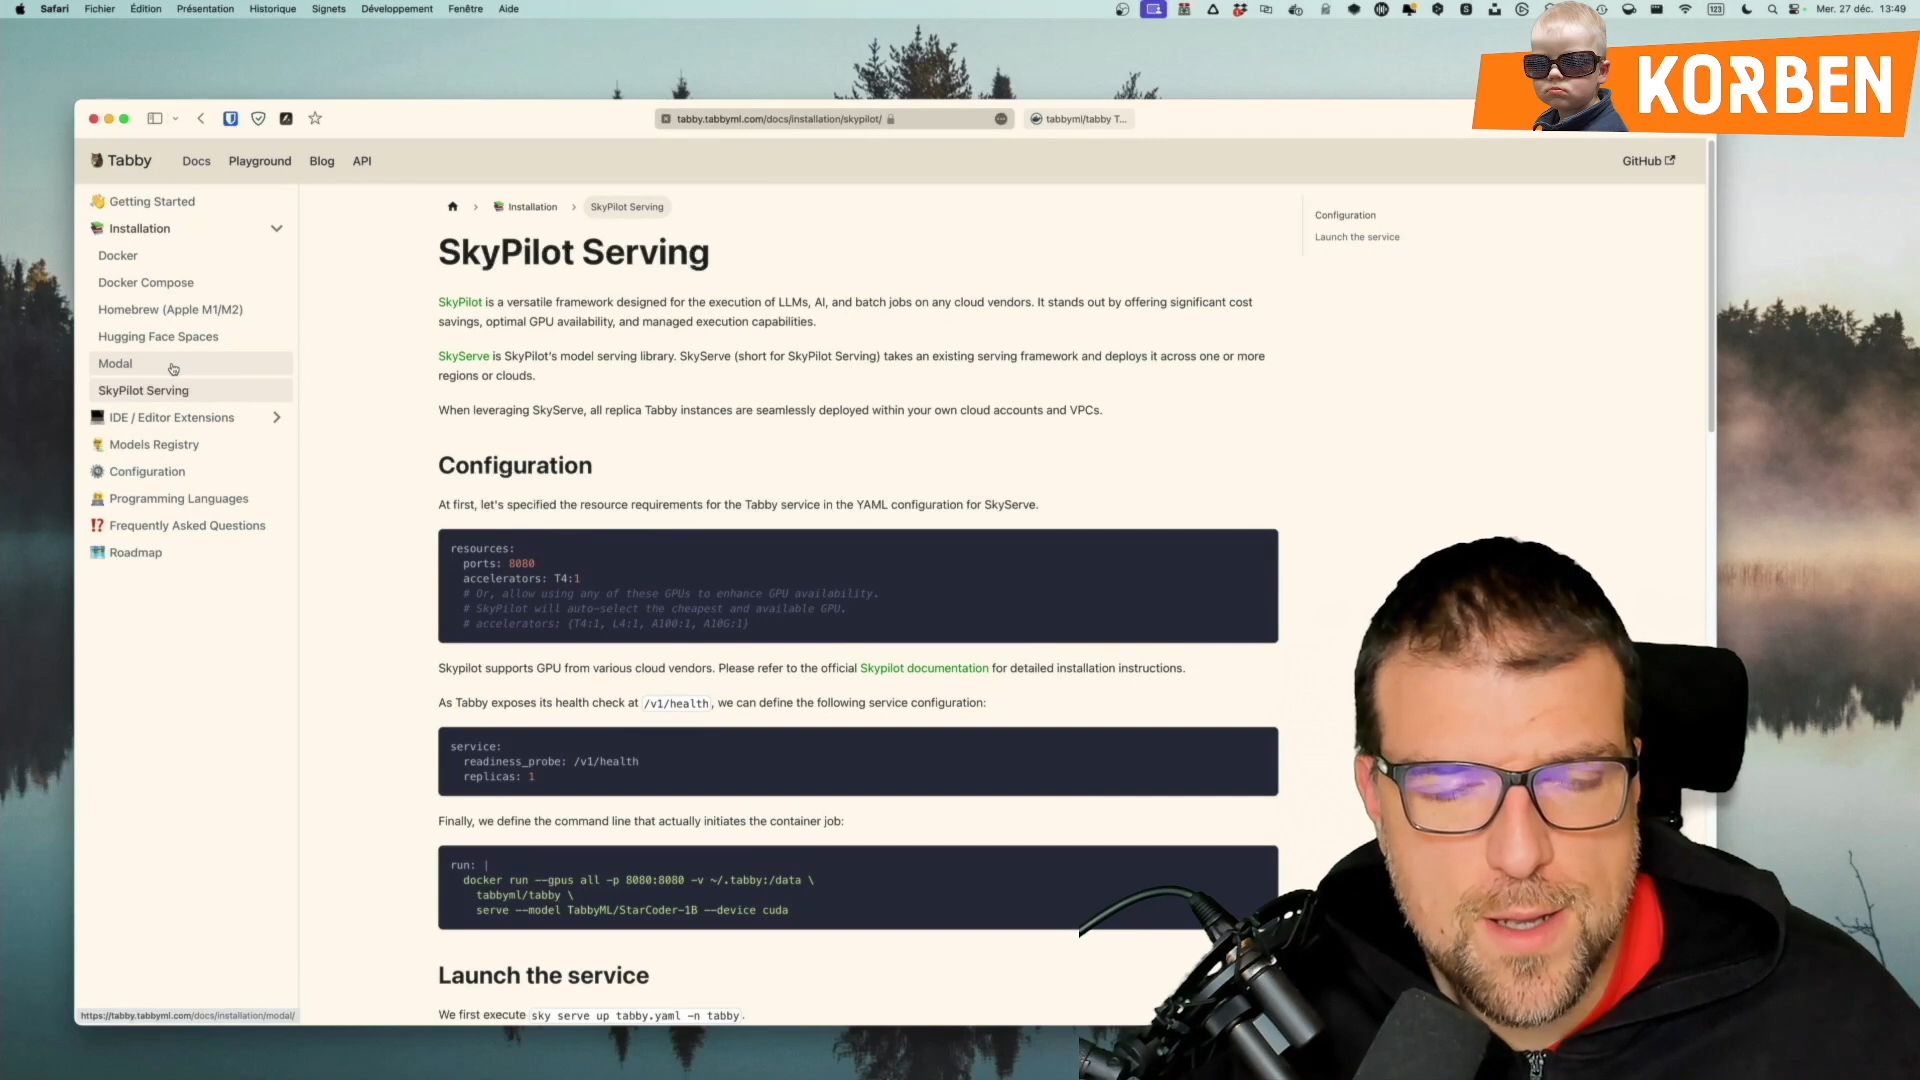 Safari Fichier Édition Présentation Historique Signets Développement Fenêtre Aide
123 Mer. 27 déc. 13:49
KORBEN
tabby.tabbyml.com/docs/installation/skypilot/
tabbyml/tabby T...
Tabby Docs Playground Blog API GitHub
Getting Started
Installation
Docker
Docker Compose
Homebrew (Apple M1/M2)
Hugging Face Spaces
Modal
SkyPilot Serving
IDE / Editor Extensions
Models Registry
Configuration
Programming Languages
Frequently Asked Questions
Roadmap
Installation
SkyPilot Serving
SkyPilot Serving
SkyPilot is a versatile framework designed for the execution of LLMs, AI, and batch jobs on any cloud vendors. It stands out by offering significant cost
savings, optimal GPU availability, and managed execution capabilities.
SkyServe is SkyPilot's model serving library. SkyServe (short for SkyPilot Serving) takes an existing serving framework and deploys it across one or more
regions or clouds.
When leveraging SkyServe, all replica Tabby instances are seamlessly deployed within your own cloud accounts and VPCs.
Configuration
At first, let's specified the resource requirements for the Tabby service in the YAML configuration for SkyServe.
resources:
ports: 8080
accelerators: T4:1
# Or, allow using any of these GPUs to enhance GPU availability.
# SkyPilot will auto-select the cheapest and available GPU.
# accelerators: {T4:1, L4:1, A100:1, A10G:1}
Skypilot supports GPU from various cloud vendors. Please refer to the official Skypilot documentation for detailed installation instructions.
As Tabby exposes its health check at /v1/health, we can define the following service configuration:
service:
readiness_probe: /v1/health
replicas: 1
Finally, we define the command line that actually initiates the container job:
run: |
docker run --gpus all -p 8080:8080 -v ~/.tabby:/data \
tabbyml/tabby \
serve --model TabbyML/StarCoder-1B --device cuda
Launch the service
We first execute sky serve up tabby.yaml -n tabby.
Configuration
Launch the service
https://tabby.tabbyml.com/docs/installation/modal/